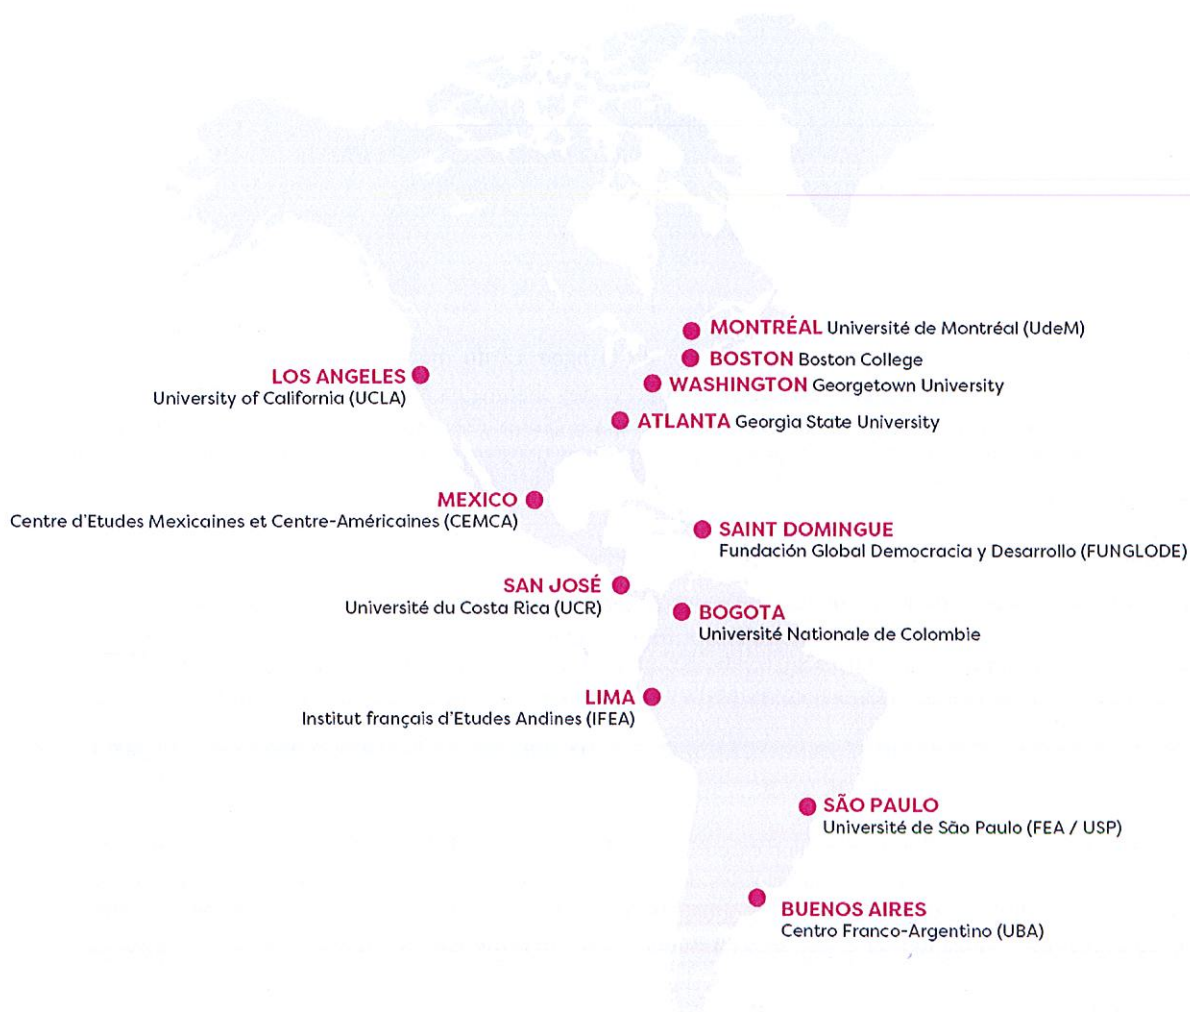 MONTRÉAL Université de Montréal (UdeM)
BOSTON Boston College
LOS ANGELES
University of California (UCLA)
WASHINGTON Georgetown University
ATLANTA Georgia State University
MEXICO
Centre d'Etudes Mexicaines et Centre-Américaines (CEMCA)
SAINT DOMINGUE
Fundación Global Democracia y Desarrollo (FUNGLODE)
SAN JOSÉ
Université du Costa Rica (UCR)
BOGOTA
Université Nationale de Colombie
LIMA
Institut français d'Etudes Andines (IFEA)
SÃO PAULO
Université de São Paulo (FEA / USP)
BUENOS AIRES
Centro Franco-Argentino (UBA)